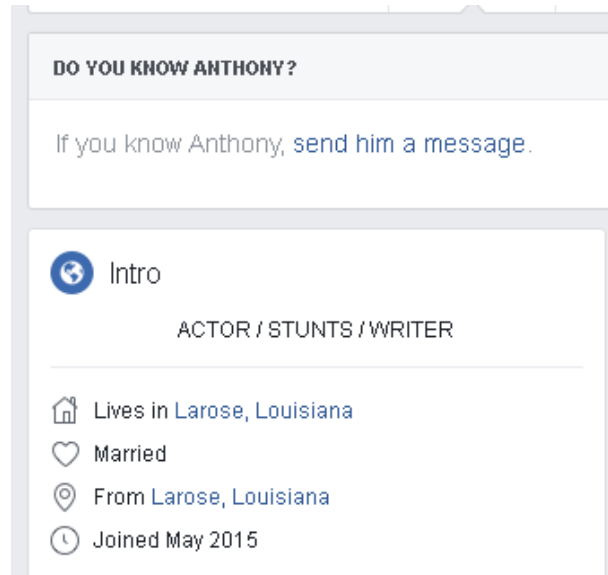 DO YOU KNOW ANTHONY?
If you know Anthony, send him a message.
Intro
ACTOR / STUNTS / WRITER
Lives in Larose, Louisiana
Married
From Larose, Louisiana
Joined May 2015